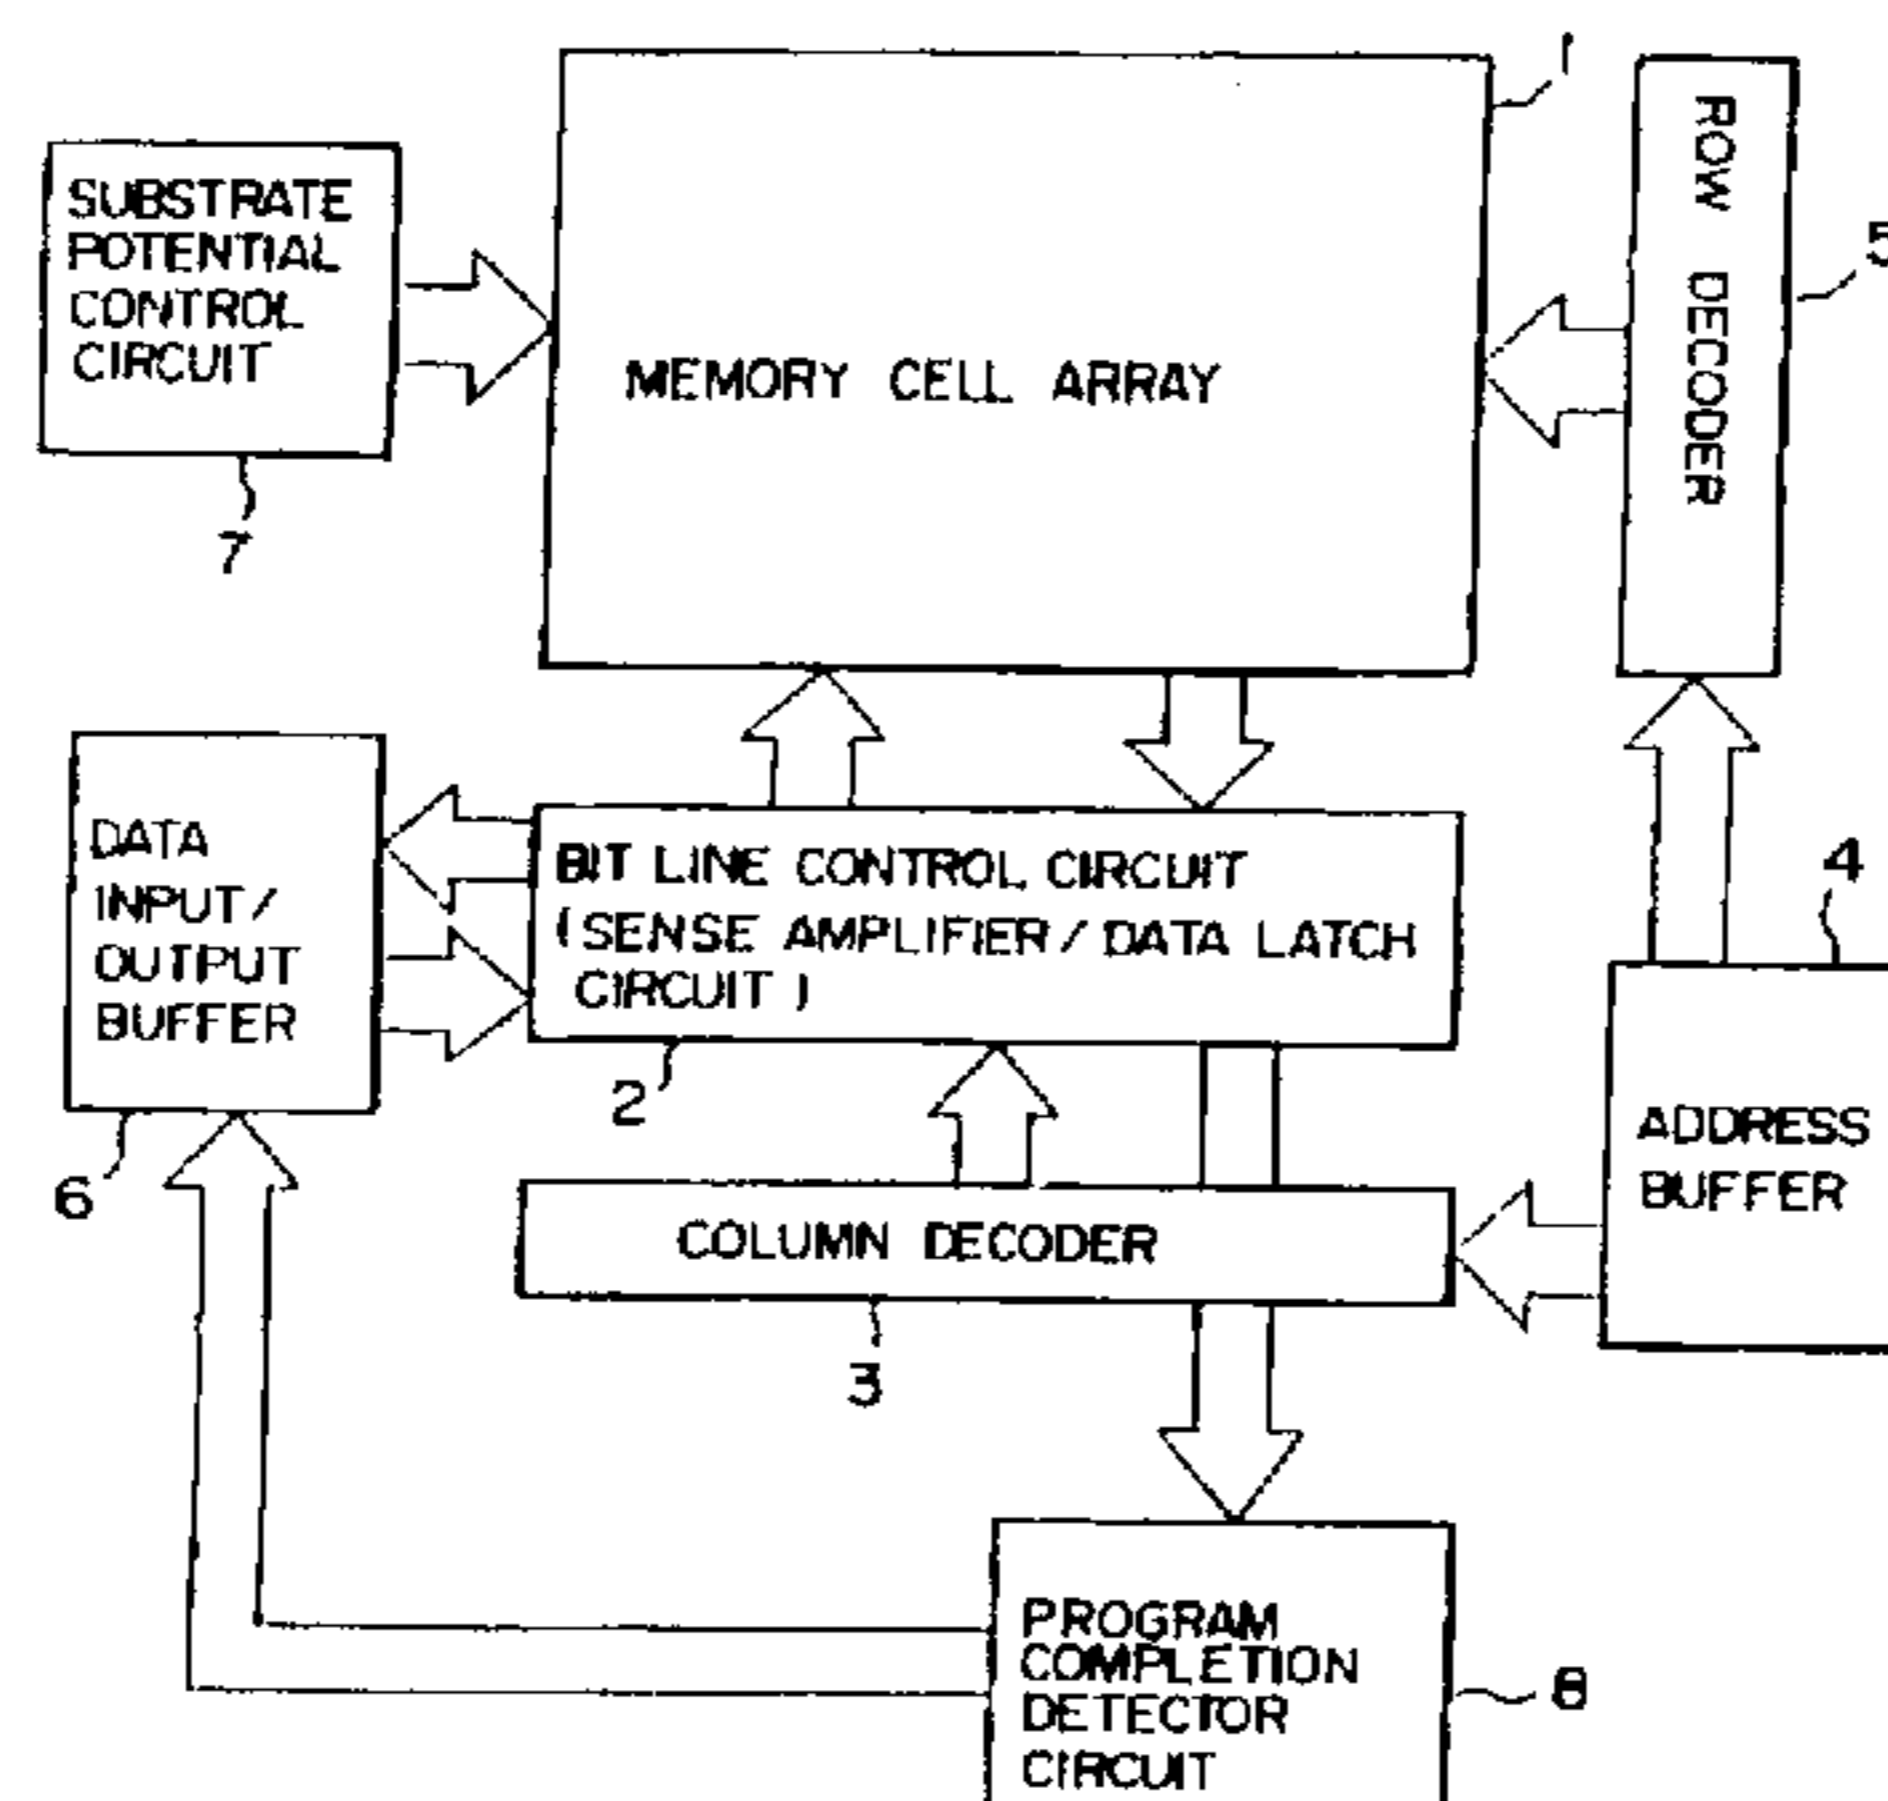 1
ROW DECODER
5
SUBSTRATE
POTENTIAL
CONTROL
CIRCUIT
7
MEMORY CELL ARRAY
DATA
INPUT/
OUTPUT
BUFFER
6
BIT LINE CONTROL CIRCUIT
(SENSE AMPLIFIER/DATA LATCH
CIRCUIT)
2
4
ADDRESS
BUFFER
COLUMN DECODER
3
PROGRAM
COMPLETION
DETECTOR
CIRCUIT
8